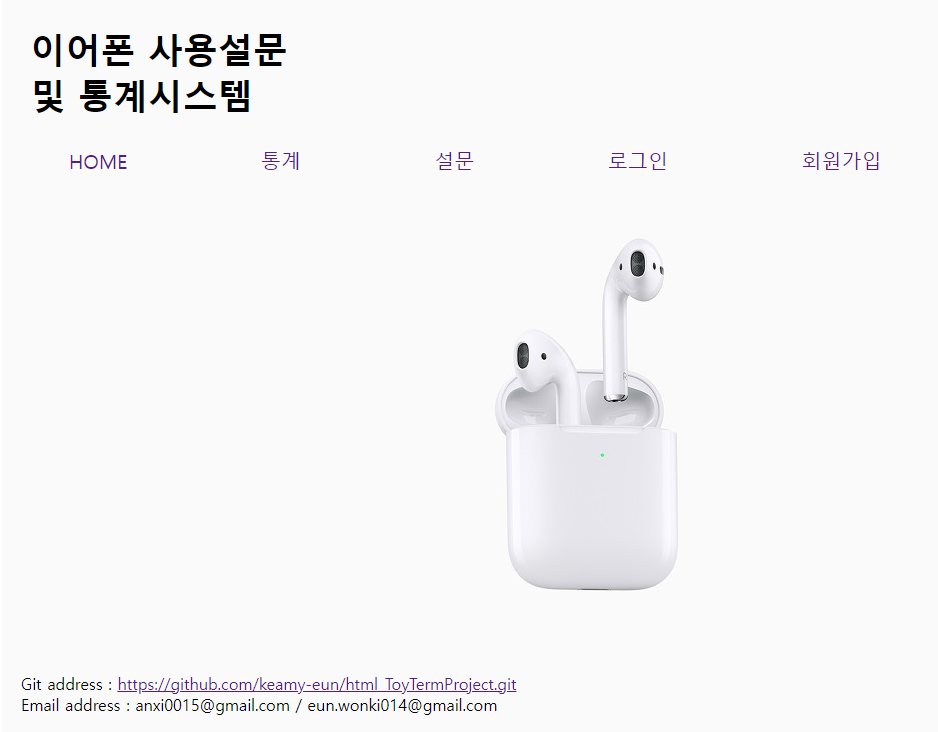 이어폰 사용설문
및 통계시스템
HOME 통계 설문 로그인 회원가입
Git address : https://github.com/keamy-eun/html_ToyTermProject.git
Email address : anxi0015@gmail.com / eun.wonki014@gmail.com